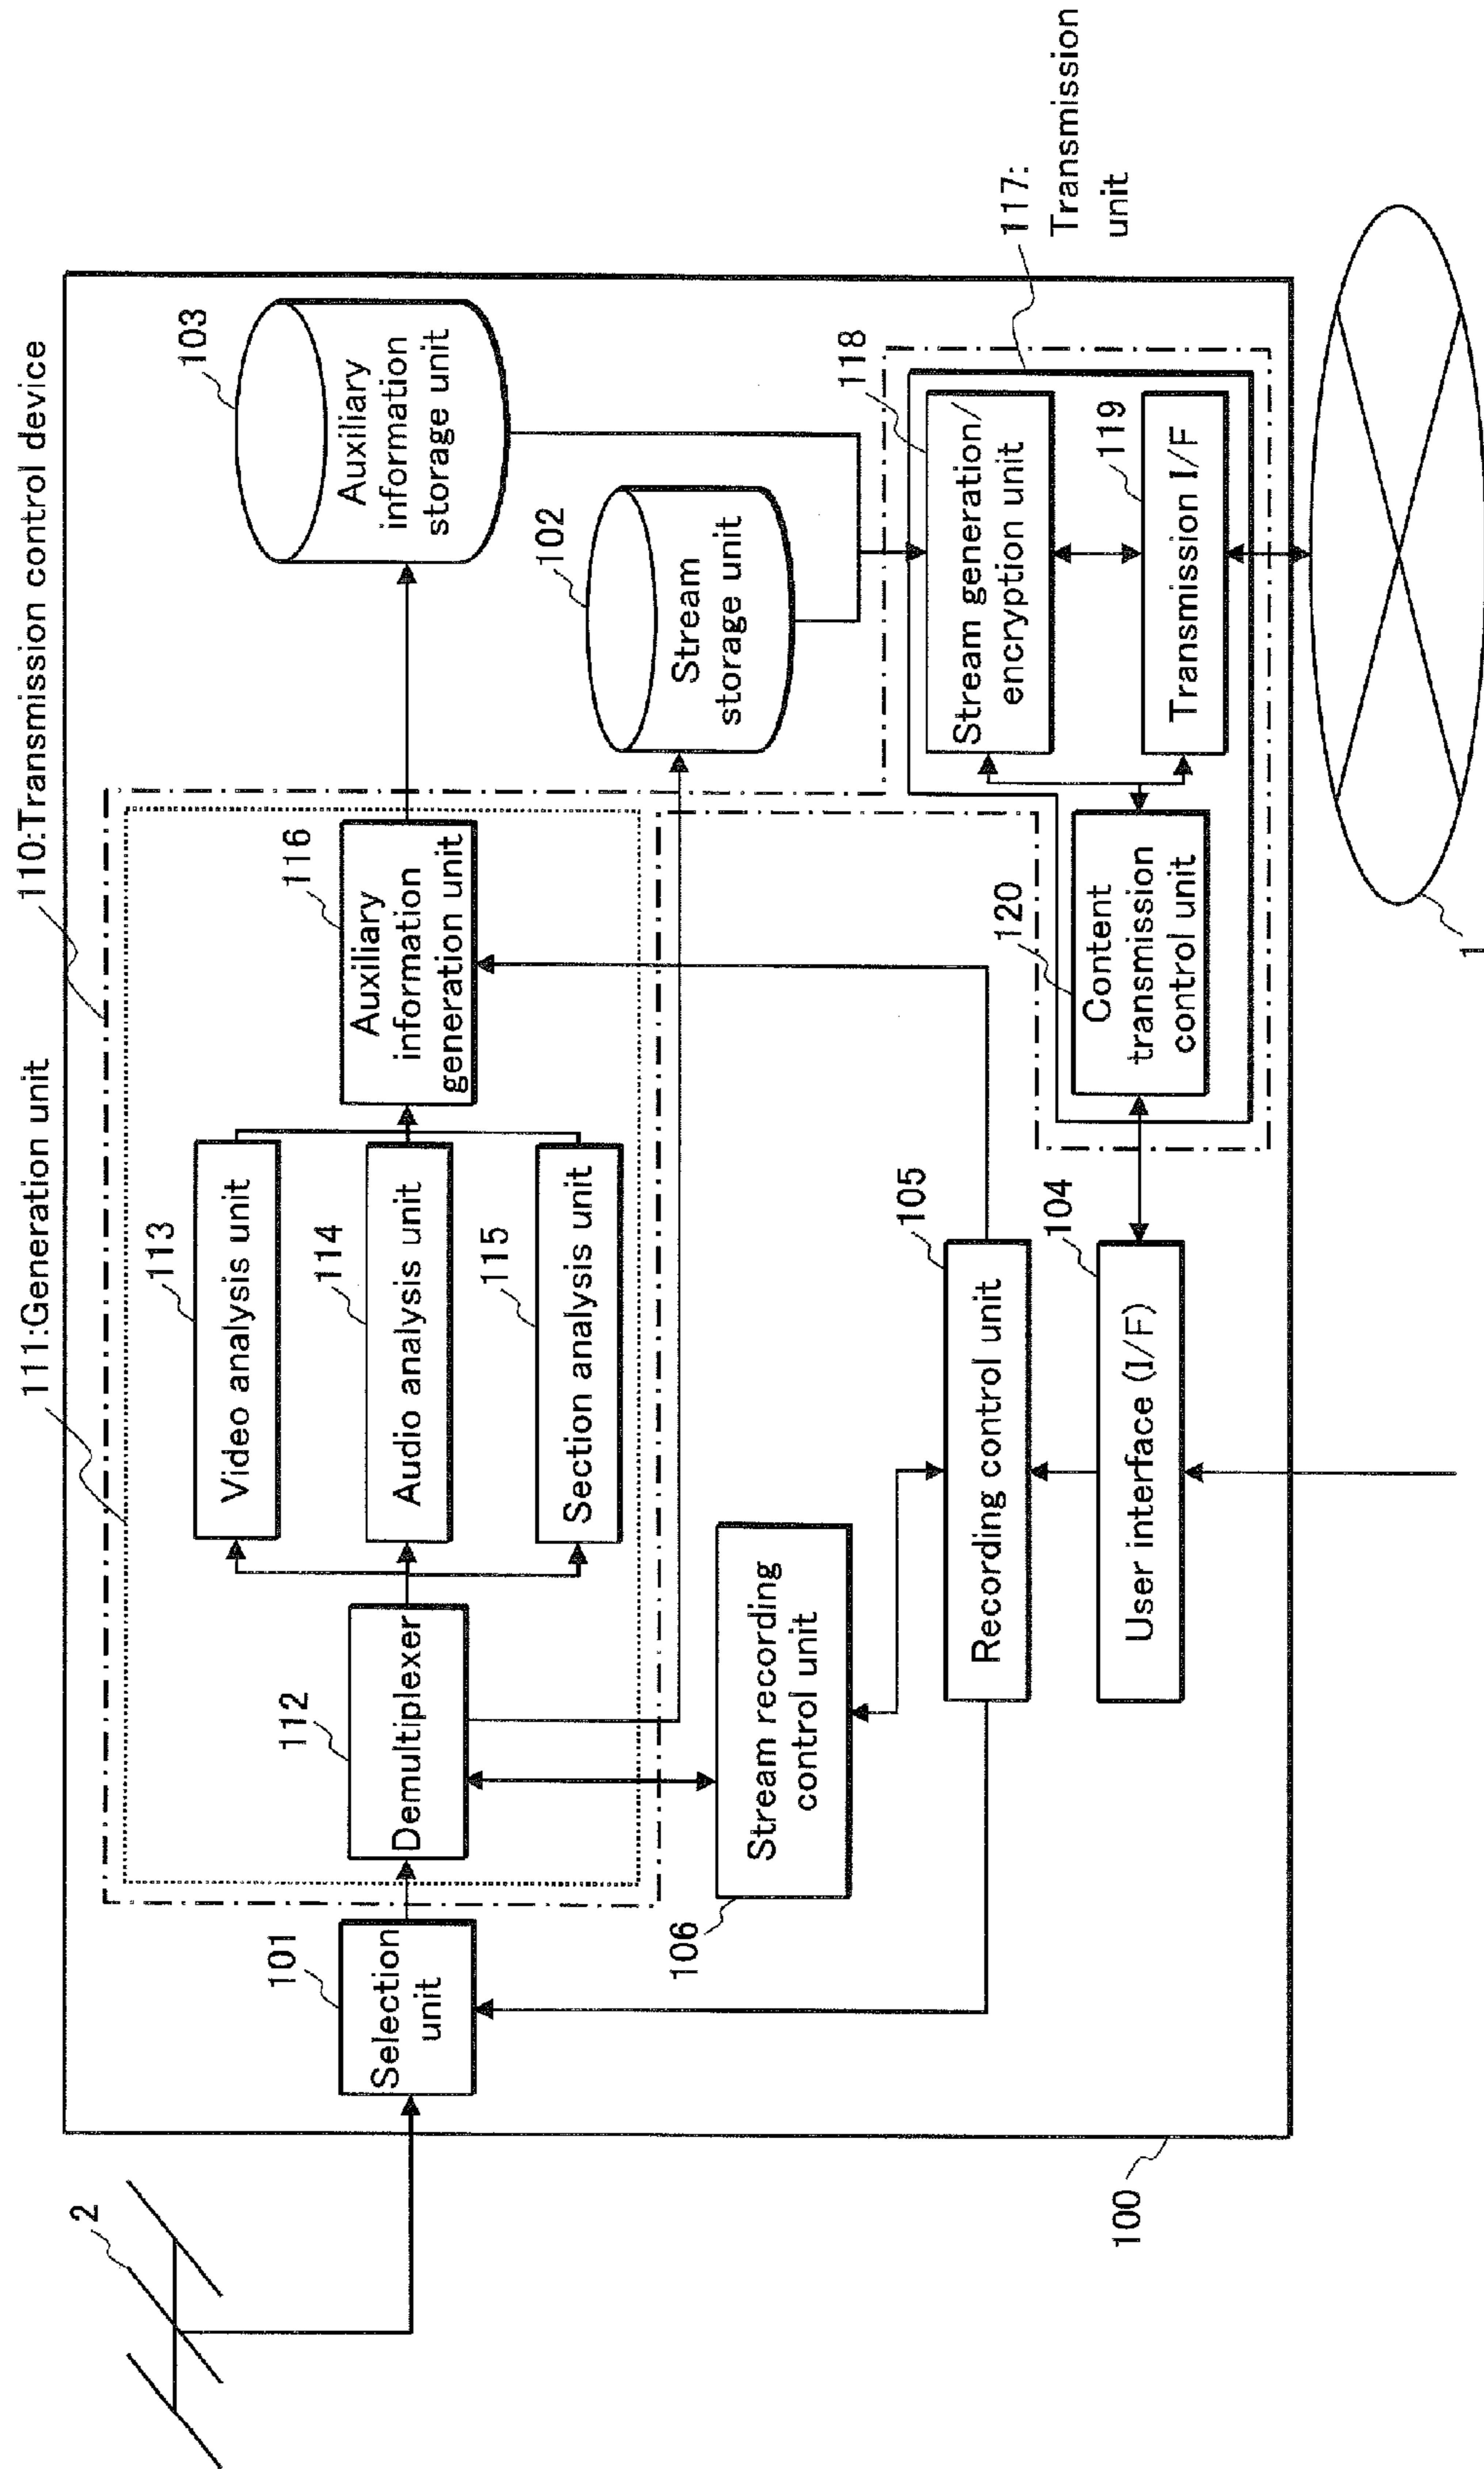 110:Transmission control device
111:Generation unit
2
101
Selection
unit
112
Demultiplexer
113
Video analysis unit
114
Audio analysis unit
115
Section analysis unit
116
Auxiliary
information
generation unit
103
Auxiliary
information
storage unit
102
Stream
storage unit
106
Stream recording
control unit
105
Recording control unit
104
User interface (I/F)
120
Content
transmission
control unit
118
Stream generation/
encryption unit
119
Transmission I/F
117:
Transmission
unit
100
1